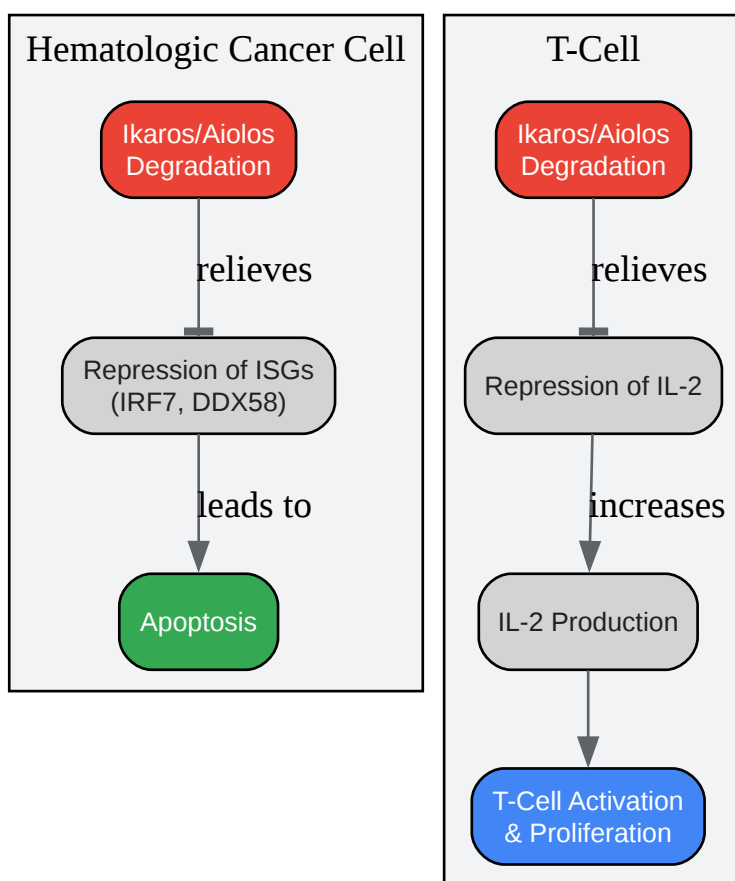 Hematologic Cancer Cell
Ikaros/Aiolos
Degradation
relieves
Repression of ISGs
(IRF7, DDX58)
leads to
Apoptosis
T-Cell
Ikaros/Aiolos
Degradation
relieves
Repression of IL-2
increases
IL-2 Production
T-Cell Activation
& Proliferation